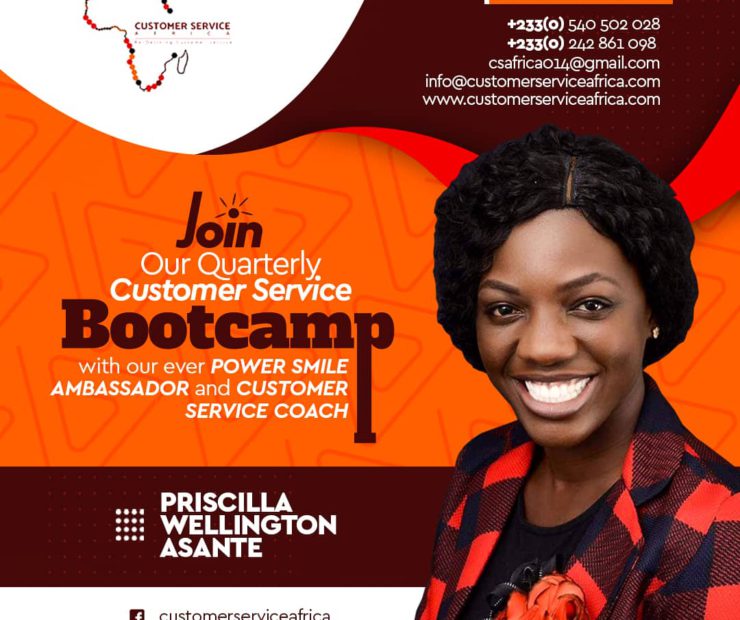 CUSTOMER SERVICE
AFRICA
+233(0) 540 502 028
+233(0) 242 861 098
csafrica014@gmail.com
info@customerserviceafrica.com
www.customerserviceafrica.com
Join
Our Quarterly
Customer Service
Bootcamp
with our ever POWER SMILE
AMBASSADOR and CUSTOMER
SERVICE COACH
PRISCILLA
WELLINGTON
ASANTE
customerserviceafrica